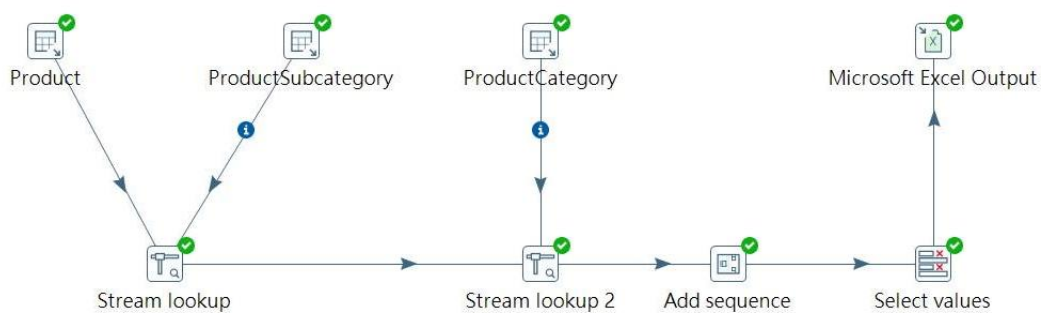 Product
ProductSubcategory
ProductCategory
Microsoft Excel Output
Stream lookup
Stream lookup 2
Add sequence
Select values